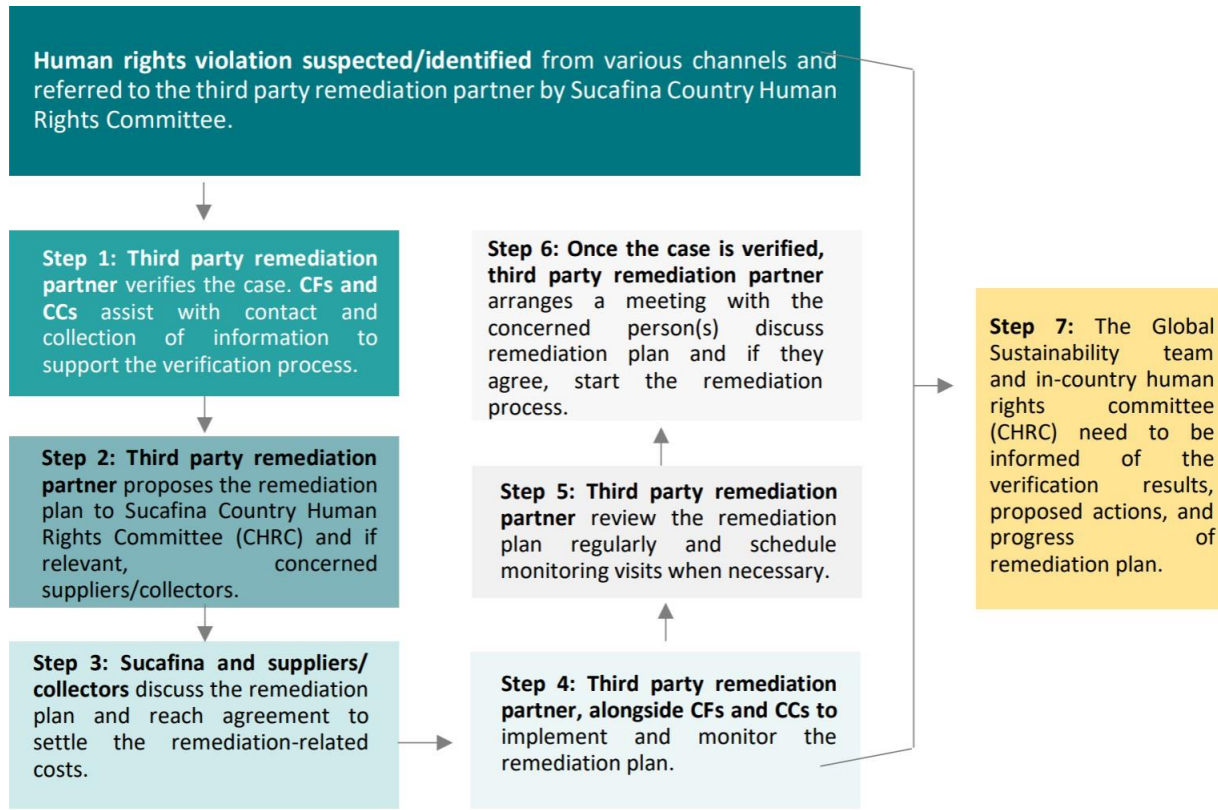 Human rights violation suspected/identified from various channels and
referred to the third party remediation partner by Sucafina Country Human
Rights Committee.
Step 1: Third party remediation
partner verifies the case. CFs and
CCs assist with contact and
collection of information to
support the verification process.
Step 2: Third party remediation
partner proposes the remediation
plan to Sucafina Country Human
Rights Committee (CHRC) and if
relevant, concerned
suppliers/collectors.
Step 3: Sucafina and suppliers/
collectors discuss the remediation
plan and reach agreement to
settle the remediation-related
costs.
Step 4: Third party remediation
partner, alongside CFs and CCs to
implement and monitor the
remediation plan.
Step 5: Third party remediation
partner review the remediation
plan regularly and schedule
monitoring visits when necessary.
Step 6: Once the case is verified,
third party remediation partner
arranges a meeting with the
concerned person(s) discuss
remediation plan and if they
agree, start the remediation
process.
Step 7: The Global
Sustainability team
and in-country human
rights committee
(CHRC) need to be
informed of the
verification results,
proposed actions, and
progress of
remediation plan.